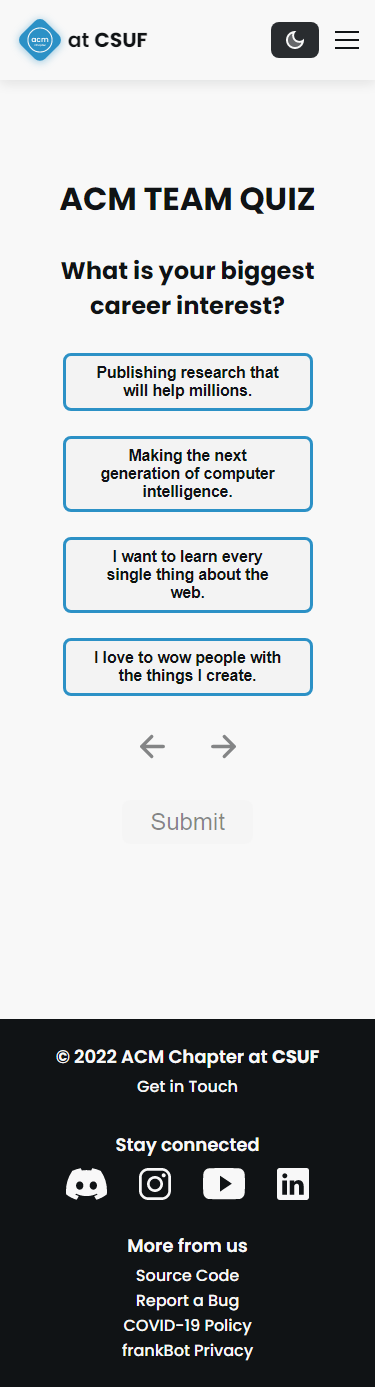 acm
at CSUF
ACM TEAM QUIZ
What is your biggest
career interest?
Publishing research that
will help millions.
Making the next
generation of computer
intelligence.
I want to learn every
single thing about the
web.
I love to wow people with
the things I create.
Submit
© 2022 ACM Chapter at CSUF
Get in Touch
Stay connected
in
More from us
Source Code
Report a Bug
COVID-19 Policy
frankBot Privacy